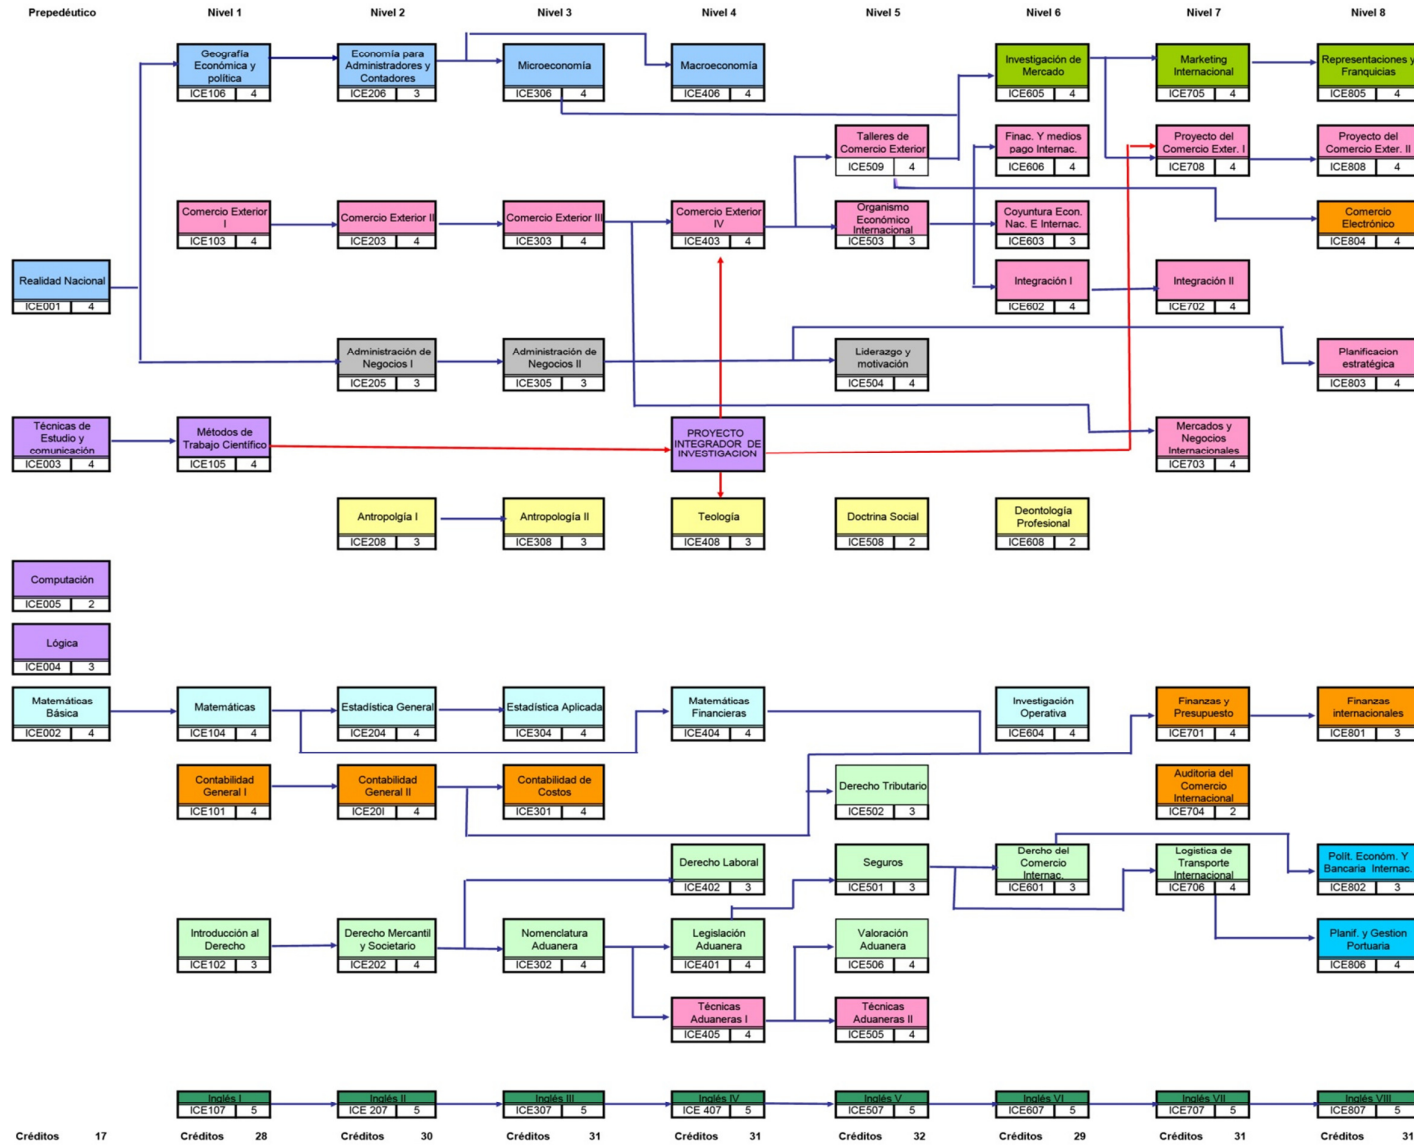 Prepedéutico Nivel 1 Nivel 2 Nivel 3 Nivel 4 Nivel 5 Nivel 6 Nivel 7 Nivel 8
Geografía
Económica y
política
ICE106 4
Economía para
Administradores y
Contadores
ICE206 3
Microeconomía
ICE306 4
Macroeconomía
ICE406 4
Investigación de
Mercado
ICE605 4
Marketing
Internacional
ICE705 4
Representaciones y
Franquicias
ICE805 4
Talleres de
Comercio Exterior
ICE509 4
Finac. Y medios
pago Internac.
ICE606 4
Proyecto del
Comercio Exter. I
ICE708 4
Proyecto del
Comercio Exter. II
ICE808 4
Comercio Exterior
I
ICE103 4
Comercio Exterior II
ICE203 4
Comercio Exterior III
ICE303 4
Comercio Exterior
IV
ICE403 4
Organismo
Económico
Internacional
ICE503 3
Coyuntura Econ.
Nac. E Internac.
ICE603 3
Comercio
Electrónico
ICE804 4
Realidad Nacional
ICE001 4
Integración I
ICE602 4
Integración II
ICE702 4
Administración de
Negocios I
ICE205 3
Administración de
Negocios II
ICE305 3
Liderazgo y
motivación
ICE504 4
Planificacion
estratégica
ICE803 4
Técnicas de
Estudio y
comunicación
ICE003 4
Métodos de
Trabajo Científico
ICE105 4
PROYECTO
INTEGRADOR DE
INVESTIGACION
Mercados y
Negocios
Internacionales
ICE703 4
Antropolgía I
ICE208 3
Antropología II
ICE308 3
Teología
ICE408 3
Doctrina Social
ICE508 2
Deontología
Profesional
ICE608 2
Computación
ICE005 2
Lógica
ICE004 3
Matemáticas
Básica
ICE002 4
Matemáticas
ICE104 4
Estadística General
ICE204 4
Estadística Aplicada
ICE304 4
Matemáticas
Financieras
ICE404 4
Investigación
Operativa
ICE604 4
Finanzas y
Presupuesto
ICE701 4
Finanzas
internacionales
ICE801 3
Contabilidad
General I
ICE101 4
Contabilidad
General II
ICE20I 4
Contabilidad de
Costos
ICE301 4
Derecho Tributario
ICE502 3
Auditoria del
Comercio
Internacional
ICE704 2
Derecho Laboral
ICE402 3
Seguros
ICE501 3
Dercho del
Comercio
Internac.
ICE601 3
Logistica de
Transporte
Internacional
ICE706 4
Polít. Económ. Y
Bancaria Internac.
ICE802 3
Introducción al
Derecho
ICE102 3
Derecho Mercantil
y Societario
ICE202 4
Nomenclatura
Aduanera
ICE302 4
Legislación
Aduanera
ICE401 4
Valoración
Aduanera
ICE506 4
Planif. y Gestion
Portuaria
ICE806 4
Técnicas
Aduaneras I
ICE405 4
Técnicas
Aduaneras II
ICE505 4
Inglés I
ICE107 5
Inglés II
ICE 207 5
Inglés III
ICE307 5
Inglés IV
ICE 407 5
Inglés V
ICE507 5
Inglés VI
ICE607 5
Inglés VII
ICE707 5
Inglés VIII
ICE807 5
Créditos 17 Créditos 28 Créditos 30 Créditos 31 Créditos 31 Créditos 32 Créditos 29 Créditos 31 Créditos 31